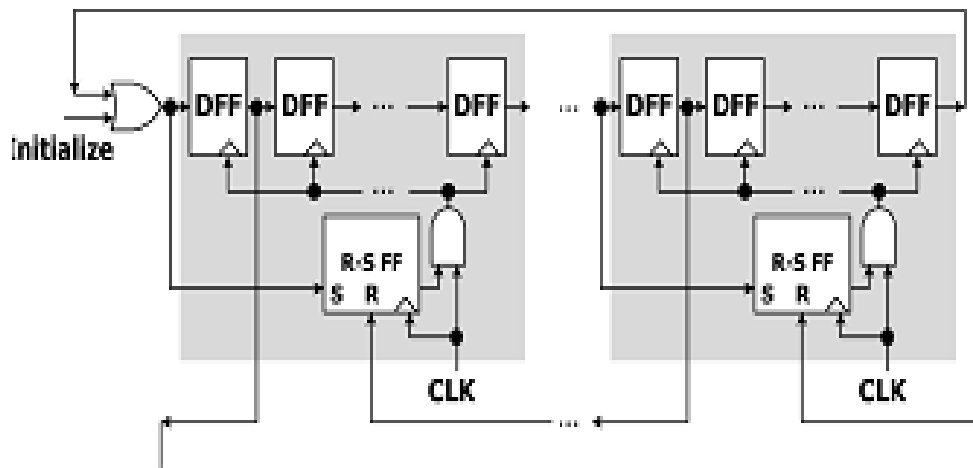 DFF DFF ... DFF ... DFF DFF ... DFF
Initialize
... ...
R-S FF R-S FF
S R S R
CLK CLK
...